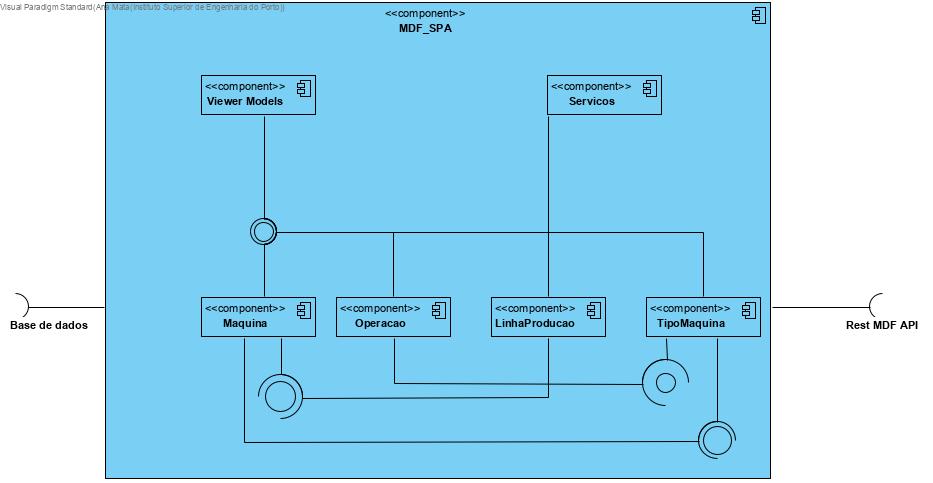 Visual Paradigm Standard(Ana Mata(Instituto Superior de Engenharia do Porto))
<<component>>
MDF_SPA
<<component>>
Viewer Models
<<component>>
Servicos
<<component>>
Maquina
<<component>>
Operacao
<<component>>
LinhaProducao
<<component>>
TipoMaquina
Base de dados
Rest MDF API